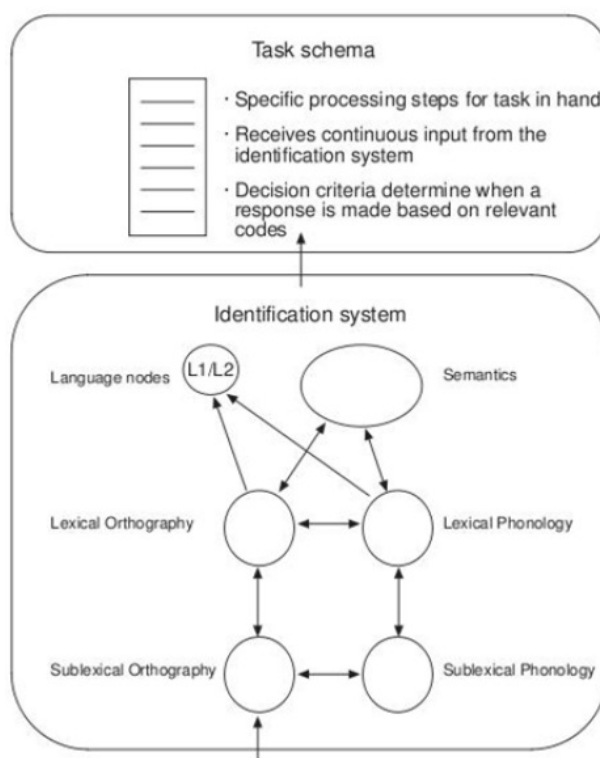 Task schema
· Specific processing steps for task in hand
· Receives continuous input from the
identification system
· Decision criteria determine when a
response is made based on relevant
codes
Identification system
Language nodes
L1/L2
Semantics
Lexical Orthography
Lexical Phonology
Sublexical Orthography
Sublexical Phonology